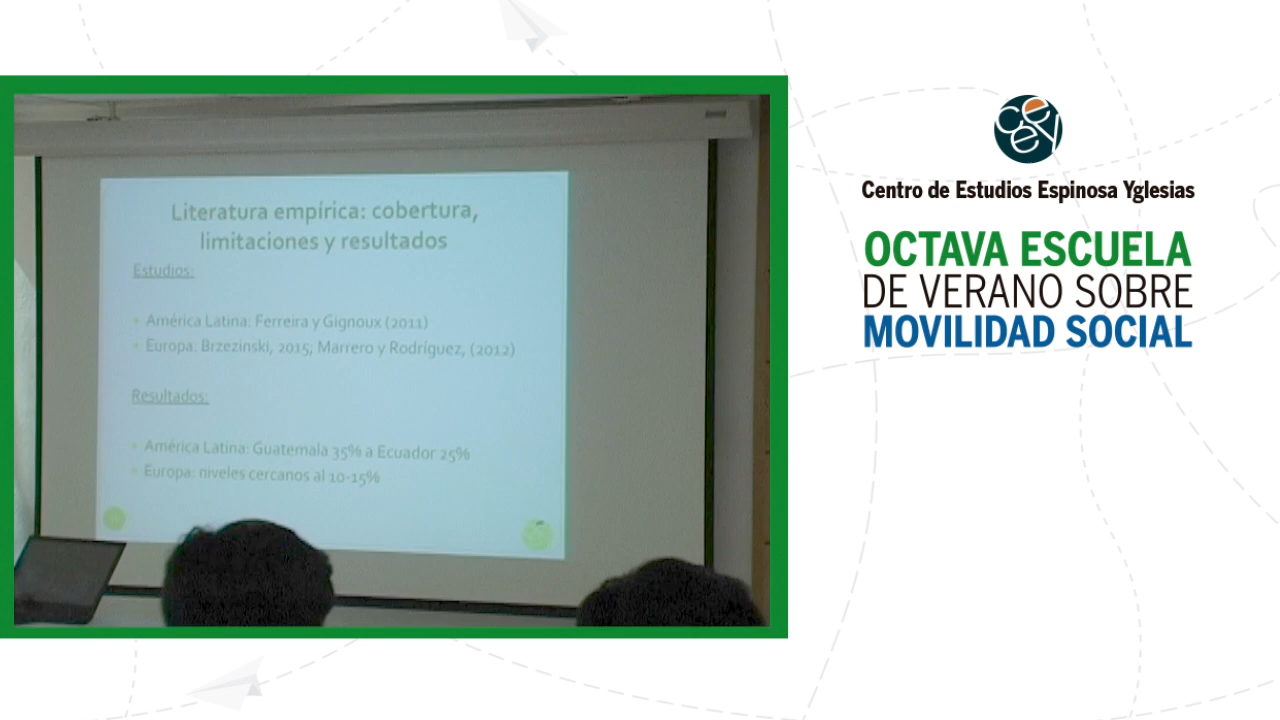 Literatura empírica: cobertura,
limitaciones y resultados
Estudios:
América Latina: Ferreira y Gignoux (2011)
Europa: Brzezinski, 2015; Marrero y Rodríguez, (2012)
Resultados:
América Latina: Guatemala 35% a Ecuador 25%
Europa: niveles cercanos al 10-15%
ceey
Centro de Estudios Espinosa Yglesias
OCTAVA ESCUELA
DE VERANO SOBRE
MOVILIDAD SOCIAL